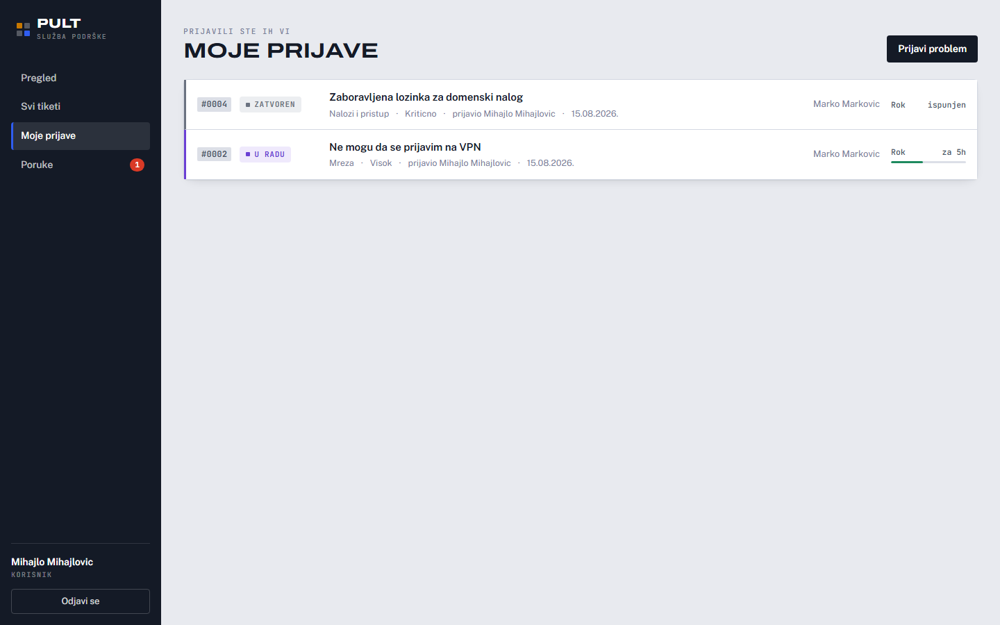 PULT
SLUŽBA PODRŠKE
Pregled
Svi tiketi
Moje prijave
Poruke 1
Mihajlo Mihajlovic
KORISNIK
Odjavi se
PRIJAVILI STE IH VI
MOJE PRIJAVE
Prijavi problem
#0004 ZATVOREN Zaboravljena lozinka za domenski nalog Marko Markovic Rok ispunjen
Nalozi i pristup · Kriticno · prijavio Mihajlo Mihajlovic · 15.08.2026.
#0002 U RADU Ne mogu da se prijavim na VPN Marko Markovic Rok za 5h
Mreza · Visok · prijavio Mihajlo Mihajlovic · 15.08.2026.